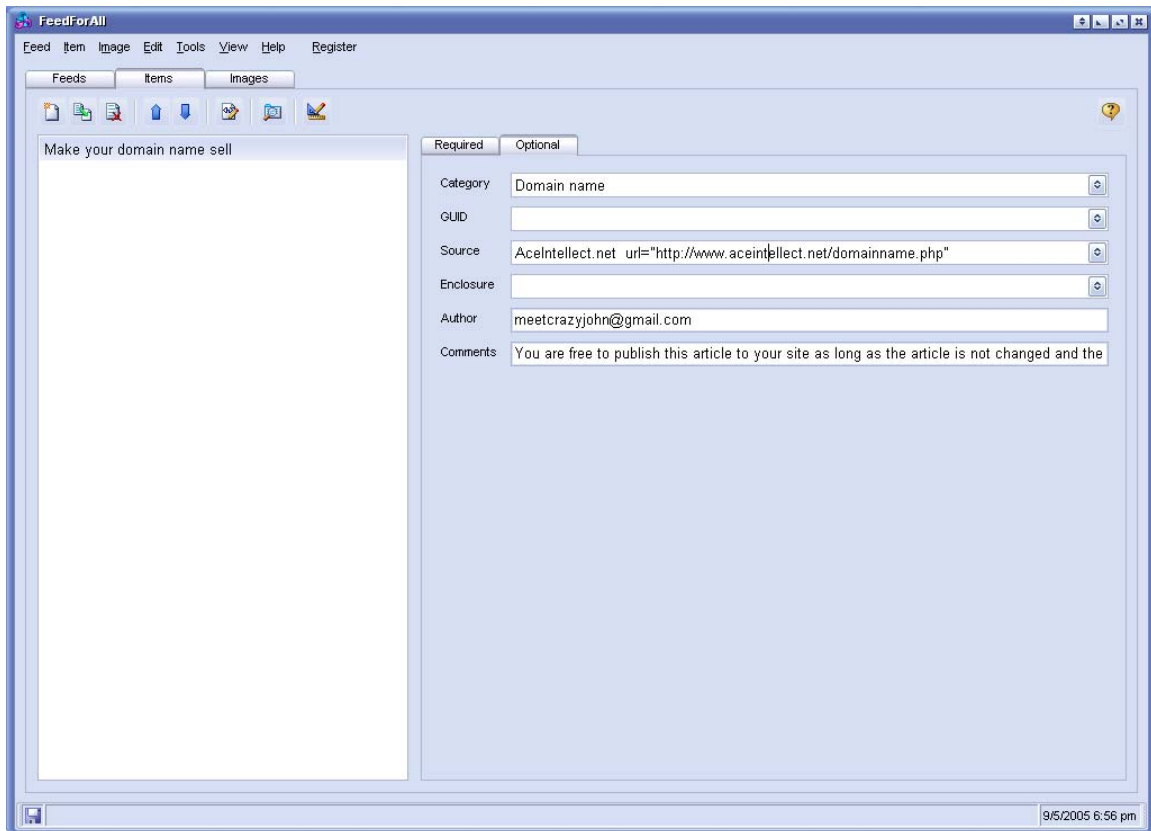 FeedForAll
Feed Item Image Edit Tools View Help Register
Feeds Items Images
Make your domain name sell
Required Optional
Category Domain name
GUID
Source AceIntellect.net url="http://www.aceintellect.net/domainname.php"
Enclosure
Author meetcrazyjohn@gmail.com
Comments You are free to publish this article to your site as long as the article is not changed and the
9/5/2005 6:56 pm